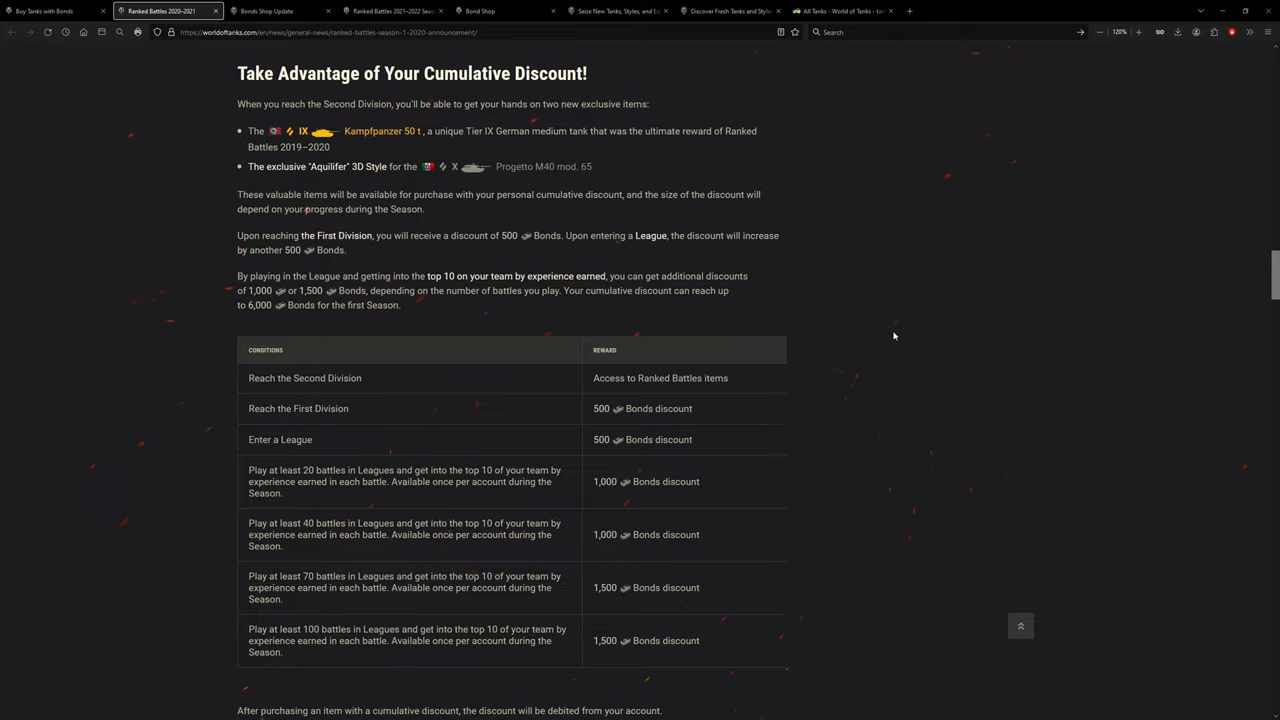 Buy Tanks with Bonds
Ranked Battles 2020–2021
Bonds Shop Update
Ranked Battles 2021–2022 Seas
Bond Shop
Seize New Tanks, Styles, and
Discover Fresh Tanks and Style
All Tanks - World of Tanks - tan
https://worldoftanks.com/en/news/general-news/ranked-battles-season-1-2020-announcement/
Search
120%
Take Advantage of Your Cumulative Discount!
When you reach the Second Division, you'll be able to get your hands on two new exclusive items:
The IX Kampfpanzer 50 t , a unique Tier IX German medium tank that was the ultimate reward of Ranked
Battles 2019–2020
The exclusive "Aquilifer" 3D Style for the X Progetto M40 mod. 65
These valuable items will be available for purchase with your personal cumulative discount, and the size of the discount will
depend on your progress during the Season.
Upon reaching the First Division, you will receive a discount of 500 Bonds. Upon entering a League, the discount will increase
by another 500 Bonds.
By playing in the League and getting into the top 10 on your team by experience earned, you can get additional discounts
of 1,000 or 1,500 Bonds, depending on the number of battles you play. Your cumulative discount can reach up
to 6,000 Bonds for the first Season.
CONDITIONS
REWARD
Reach the Second Division
Access to Ranked Battles items
Reach the First Division
500 Bonds discount
Enter a League
500 Bonds discount
Play at least 20 battles in Leagues and get into the top 10 of your team by
experience earned in each battle. Available once per account during the
Season.
1,000 Bonds discount
Play at least 40 battles in Leagues and get into the top 10 of your team by
experience earned in each battle. Available once per account during the
Season.
1,000 Bonds discount
Play at least 70 battles in Leagues and get into the top 10 of your team by
experience earned in each battle. Available once per account during the
Season.
1,500 Bonds discount
Play at least 100 battles in Leagues and get into the top 10 of your team by
experience earned in each battle. Available once per account during the
Season.
1,500 Bonds discount
After purchasing an item with a cumulative discount, the discount will be debited from your account.